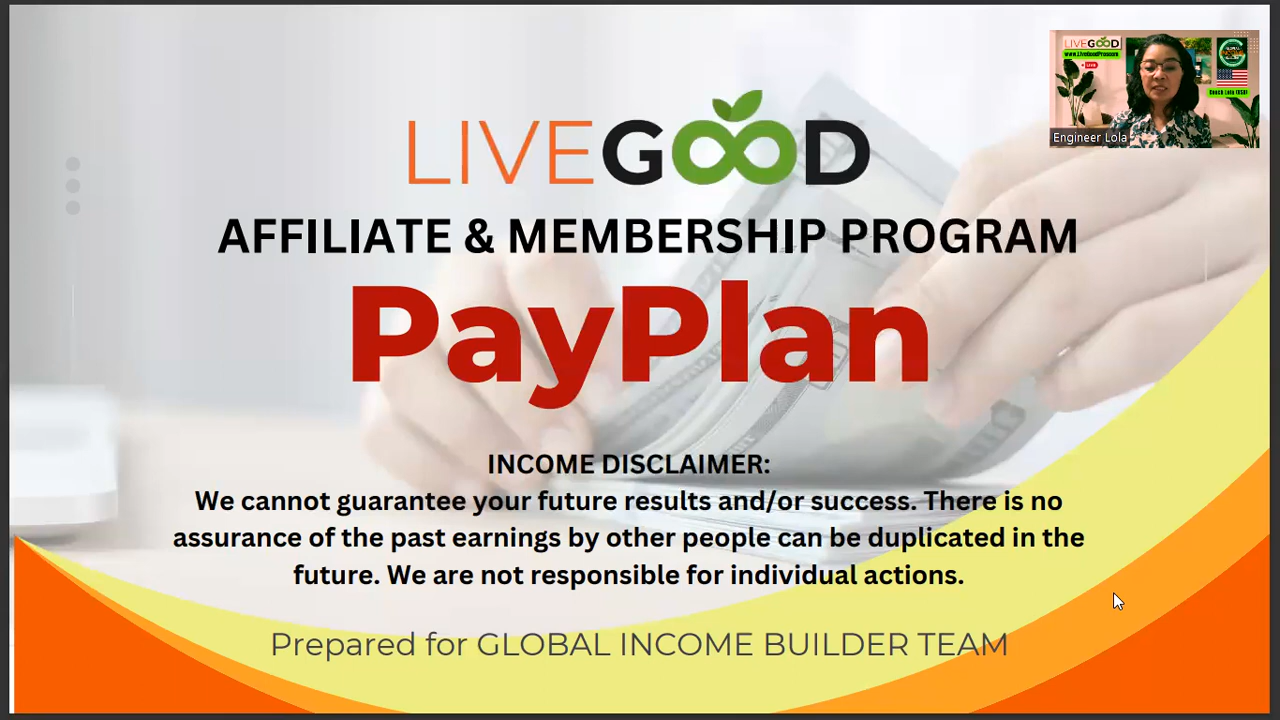 LIVEGOOD
AFFILIATE & MEMBERSHIP PROGRAM
PayPlan
INCOME DISCLAIMER:
We cannot guarantee your future results and/or success. There is no
assurance of the past earnings by other people can be duplicated in the
future. We are not responsible for individual actions.
Prepared for GLOBAL INCOME BUILDER TEAM
LIVEGOOD
Engineer Lola